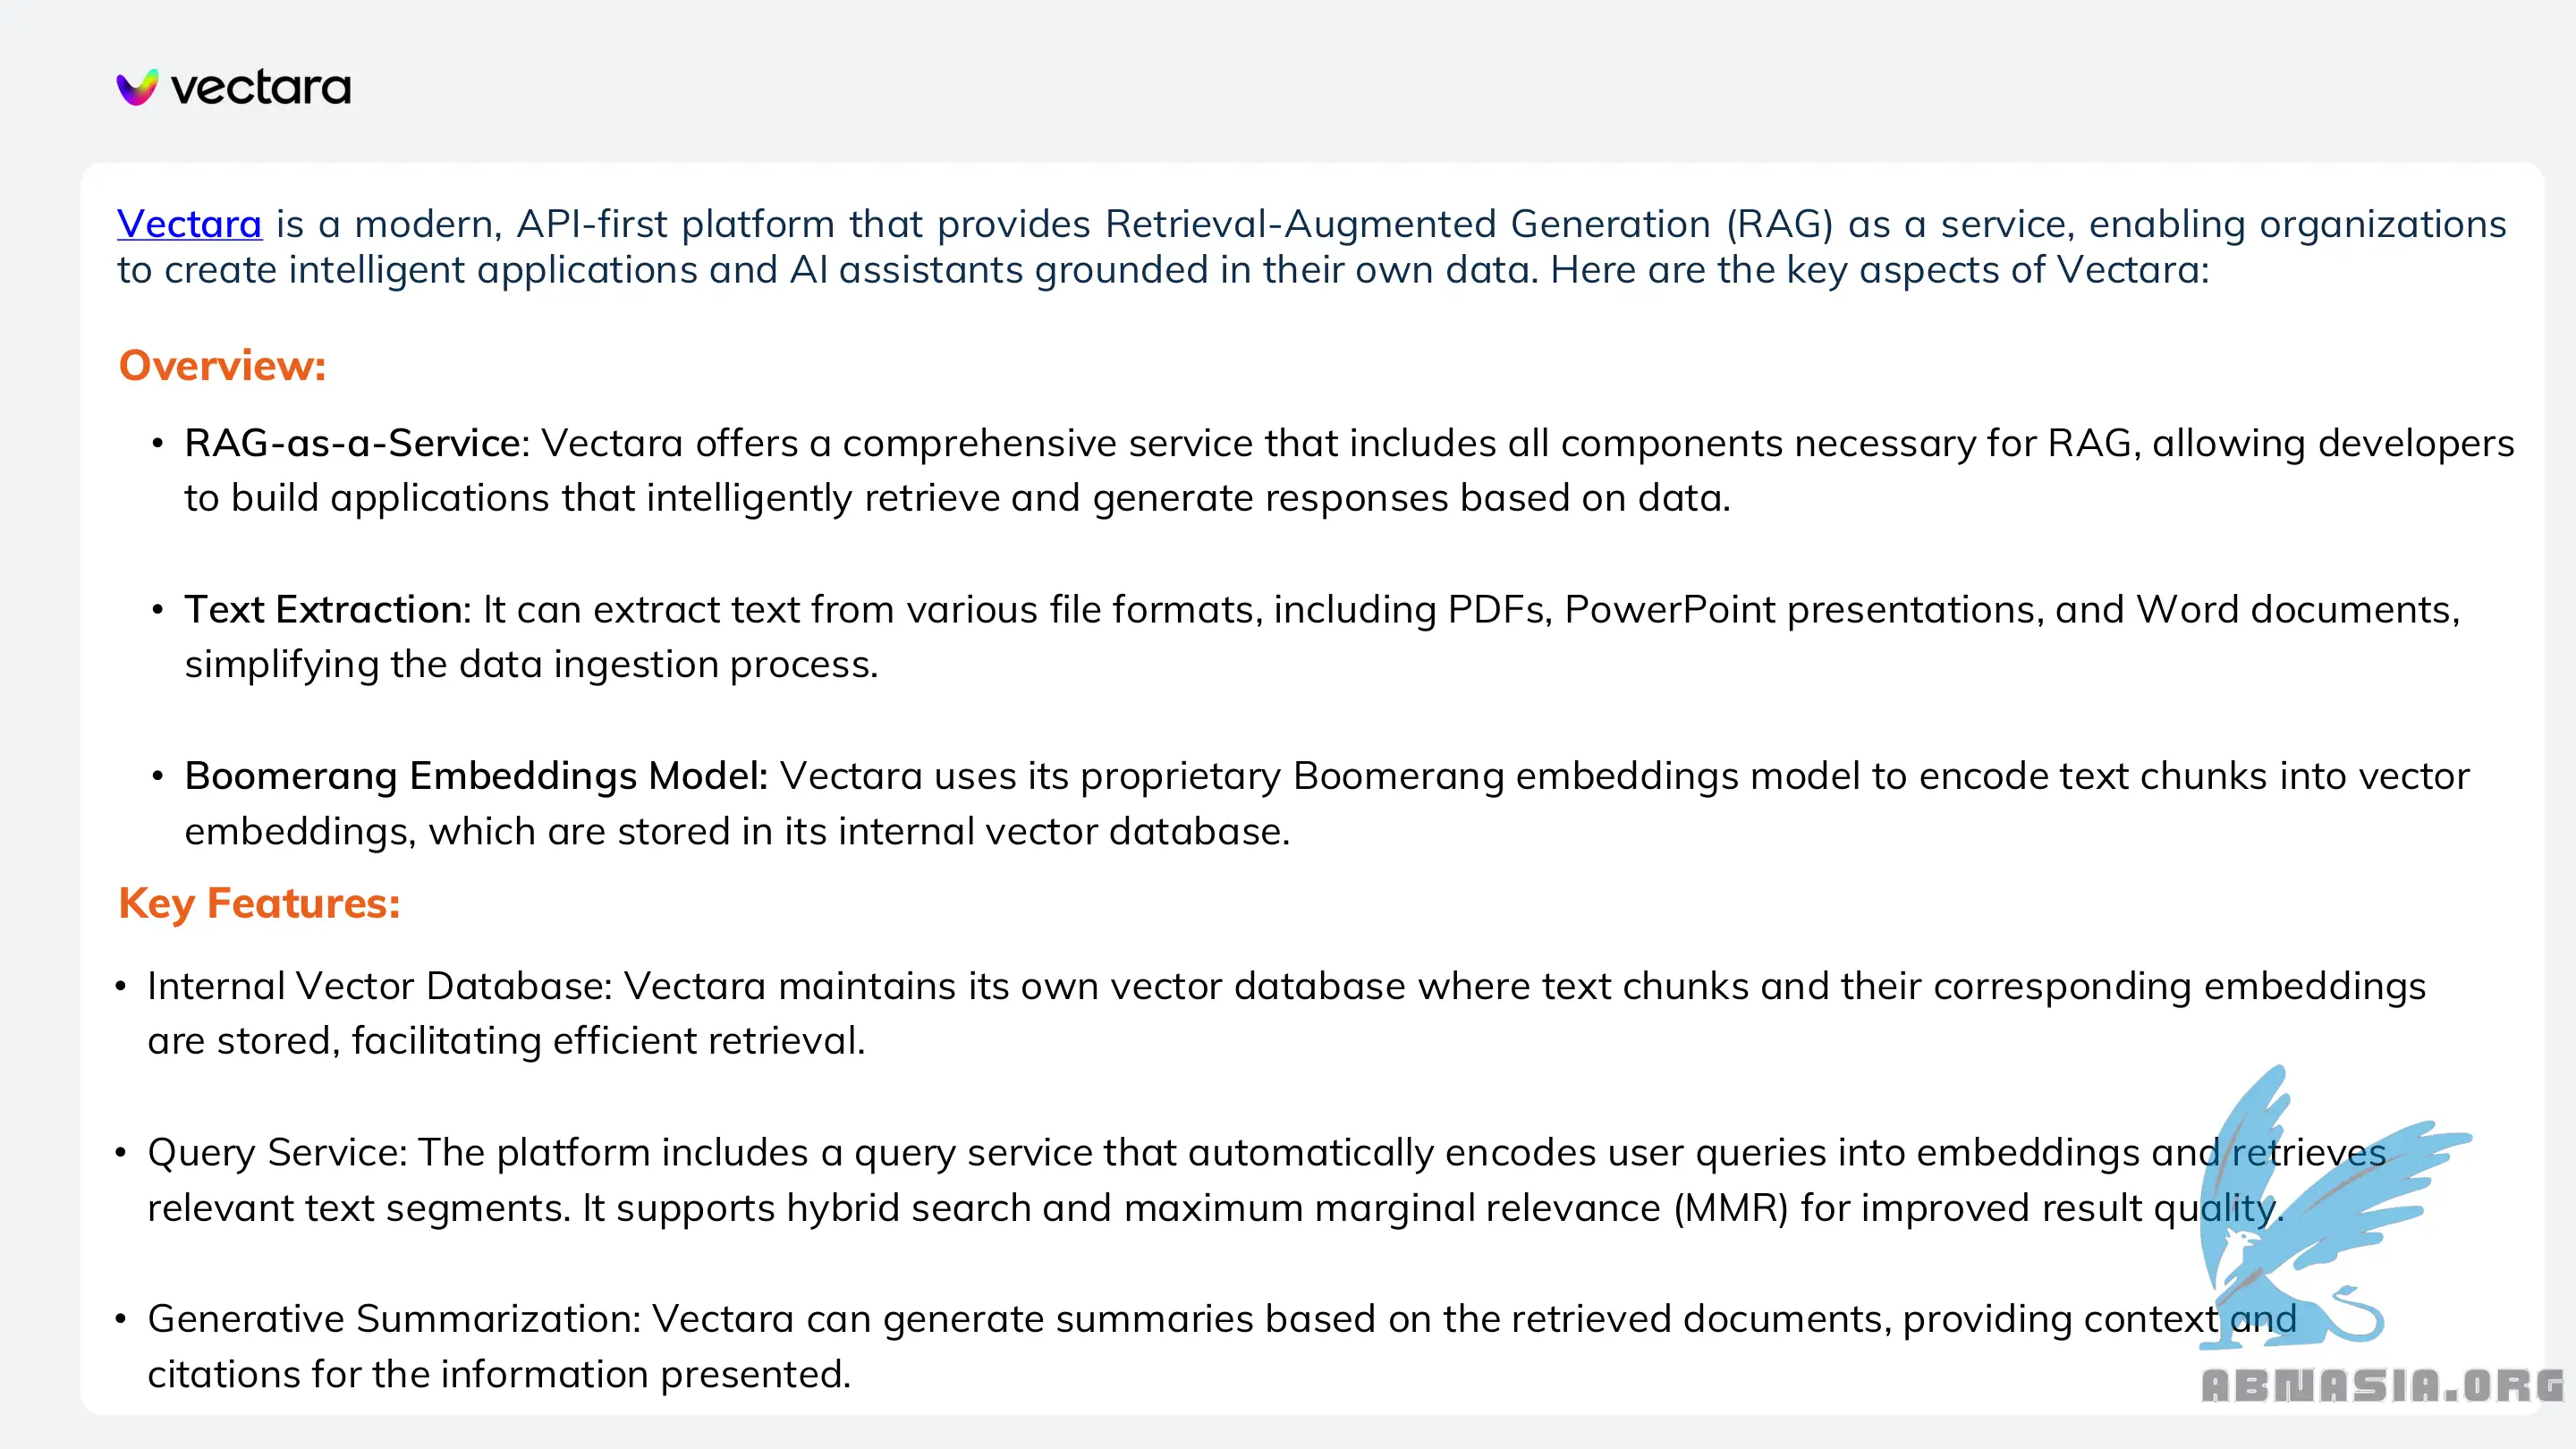 vectara
Vectara is a modern, API-first platform that provides Retrieval-Augmented Generation (RAG) as a service, enabling organizations
to create intelligent applications and AI assistants grounded in their own data. Here are the key aspects of Vectara:
Overview:
• RAG-as-a-Service: Vectara offers a comprehensive service that includes all components necessary for RAG, allowing developers
to build applications that intelligently retrieve and generate responses based on data.
• Text Extraction: It can extract text from various file formats, including PDFs, PowerPoint presentations, and Word documents,
simplifying the data ingestion process.
• Boomerang Embeddings Model: Vectara uses its proprietary Boomerang embeddings model to encode text chunks into vector
embeddings, which are stored in its internal vector database.
Key Features:
• Internal Vector Database: Vectara maintains its own vector database where text chunks and their corresponding embeddings
are stored, facilitating efficient retrieval.
• Query Service: The platform includes a query service that automatically encodes user queries into embeddings and retrieves
relevant text segments. It supports hybrid search and maximum marginal relevance (MMR) for improved result quality.
• Generative Summarization: Vectara can generate summaries based on the retrieved documents, providing context and
citations for the information presented.
ABNASIA.ORG